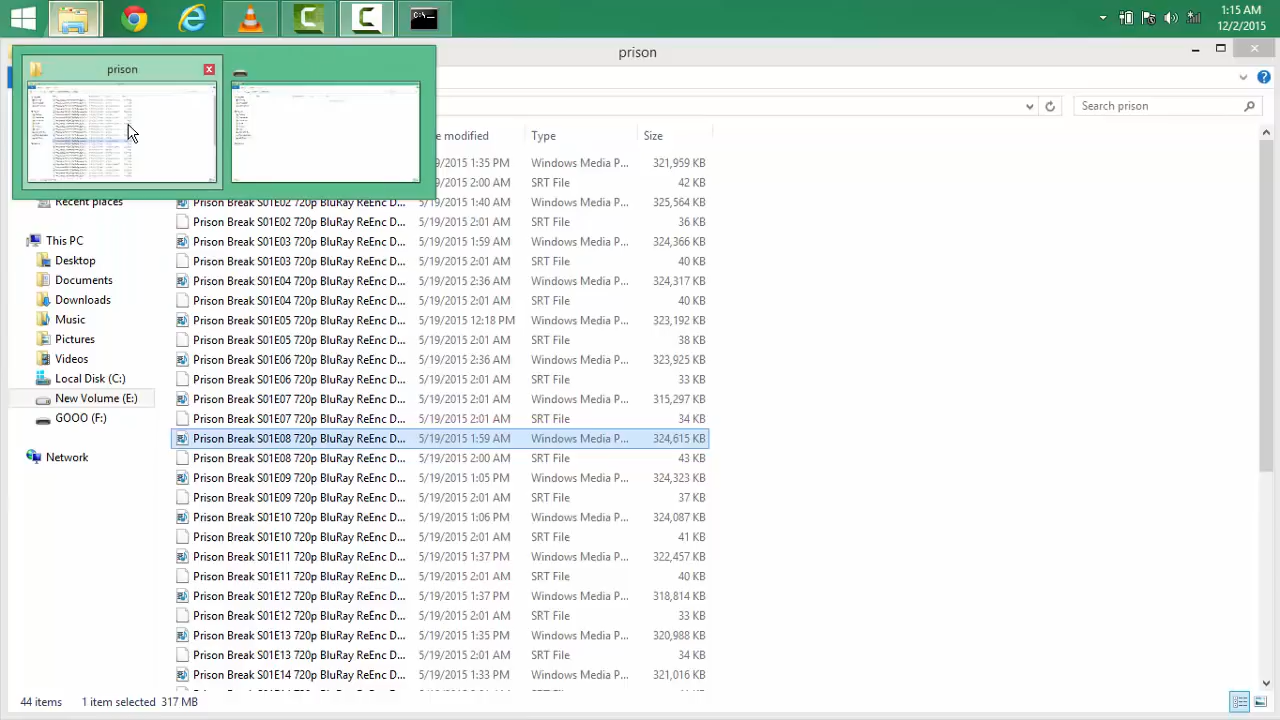 1:15 AM
12/2/2015
prison
prison
Search prison
Size
5/19/2015 1:32 PM Windows Media P... 321,959 KB
5/19/2015 2:00 AM SRT File 42 KB
Recent places
Prison Break S01E02 720p BluRay ReEnc D... 5/19/2015 1:40 AM Windows Media P... 325,564 KB
Prison Break S01E02 720p BluRay ReEnc D... 5/19/2015 2:01 AM SRT File 36 KB
This PC
Prison Break S01E03 720p BluRay ReEnc D... 5/19/2015 1:59 AM Windows Media P... 324,366 KB
Desktop
Prison Break S01E03 720p BluRay ReEnc D... 5/19/2015 2:01 AM SRT File 40 KB
Documents
Prison Break S01E04 720p BluRay ReEnc D... 5/19/2015 2:36 AM Windows Media P... 324,317 KB
Downloads
Prison Break S01E04 720p BluRay ReEnc D... 5/19/2015 2:01 AM SRT File 40 KB
Music
Prison Break S01E05 720p BluRay ReEnc D... 5/19/2015 12:18 PM Windows Media P... 323,192 KB
Pictures
Prison Break S01E05 720p BluRay ReEnc D... 5/19/2015 2:01 AM SRT File 38 KB
Videos
Prison Break S01E06 720p BluRay ReEnc D... 5/19/2015 2:36 AM Windows Media P... 323,925 KB
Local Disk (C:)
Prison Break S01E06 720p BluRay ReEnc D... 5/19/2015 2:01 AM SRT File 33 KB
New Volume (E:)
Prison Break S01E07 720p BluRay ReEnc D... 5/19/2015 2:01 AM Windows Media P... 315,297 KB
GOOO (F:)
Prison Break S01E07 720p BluRay ReEnc D... 5/19/2015 2:01 AM SRT File 34 KB
Prison Break S01E08 720p BluRay ReEnc D... 5/19/2015 1:59 AM Windows Media P... 324,615 KB
Network
Prison Break S01E08 720p BluRay ReEnc D... 5/19/2015 2:00 AM SRT File 43 KB
Prison Break S01E09 720p BluRay ReEnc D... 5/19/2015 2:01 AM Windows Media P... 324,323 KB
Prison Break S01E09 720p BluRay ReEnc D... 5/19/2015 2:01 AM SRT File 37 KB
Prison Break S01E10 720p BluRay ReEnc D... 5/19/2015 1:06 PM Windows Media P... 324,087 KB
Prison Break S01E10 720p BluRay ReEnc D... 5/19/2015 2:01 AM SRT File 41 KB
Prison Break S01E11 720p BluRay ReEnc D... 5/19/2015 1:37 PM Windows Media P... 322,457 KB
Prison Break S01E11 720p BluRay ReEnc D... 5/19/2015 2:01 AM SRT File 40 KB
Prison Break S01E12 720p BluRay ReEnc D... 5/19/2015 1:37 PM Windows Media P... 318,814 KB
Prison Break S01E12 720p BluRay ReEnc D... 5/19/2015 2:01 AM SRT File 33 KB
Prison Break S01E13 720p BluRay ReEnc D... 5/19/2015 1:35 PM Windows Media P... 320,988 KB
Prison Break S01E13 720p BluRay ReEnc D... 5/19/2015 2:01 AM SRT File 34 KB
Prison Break S01E14 720p BluRay ReEnc D... 5/19/2015 1:33 PM Windows Media P... 321,016 KB
44 items 1 item selected 317 MB